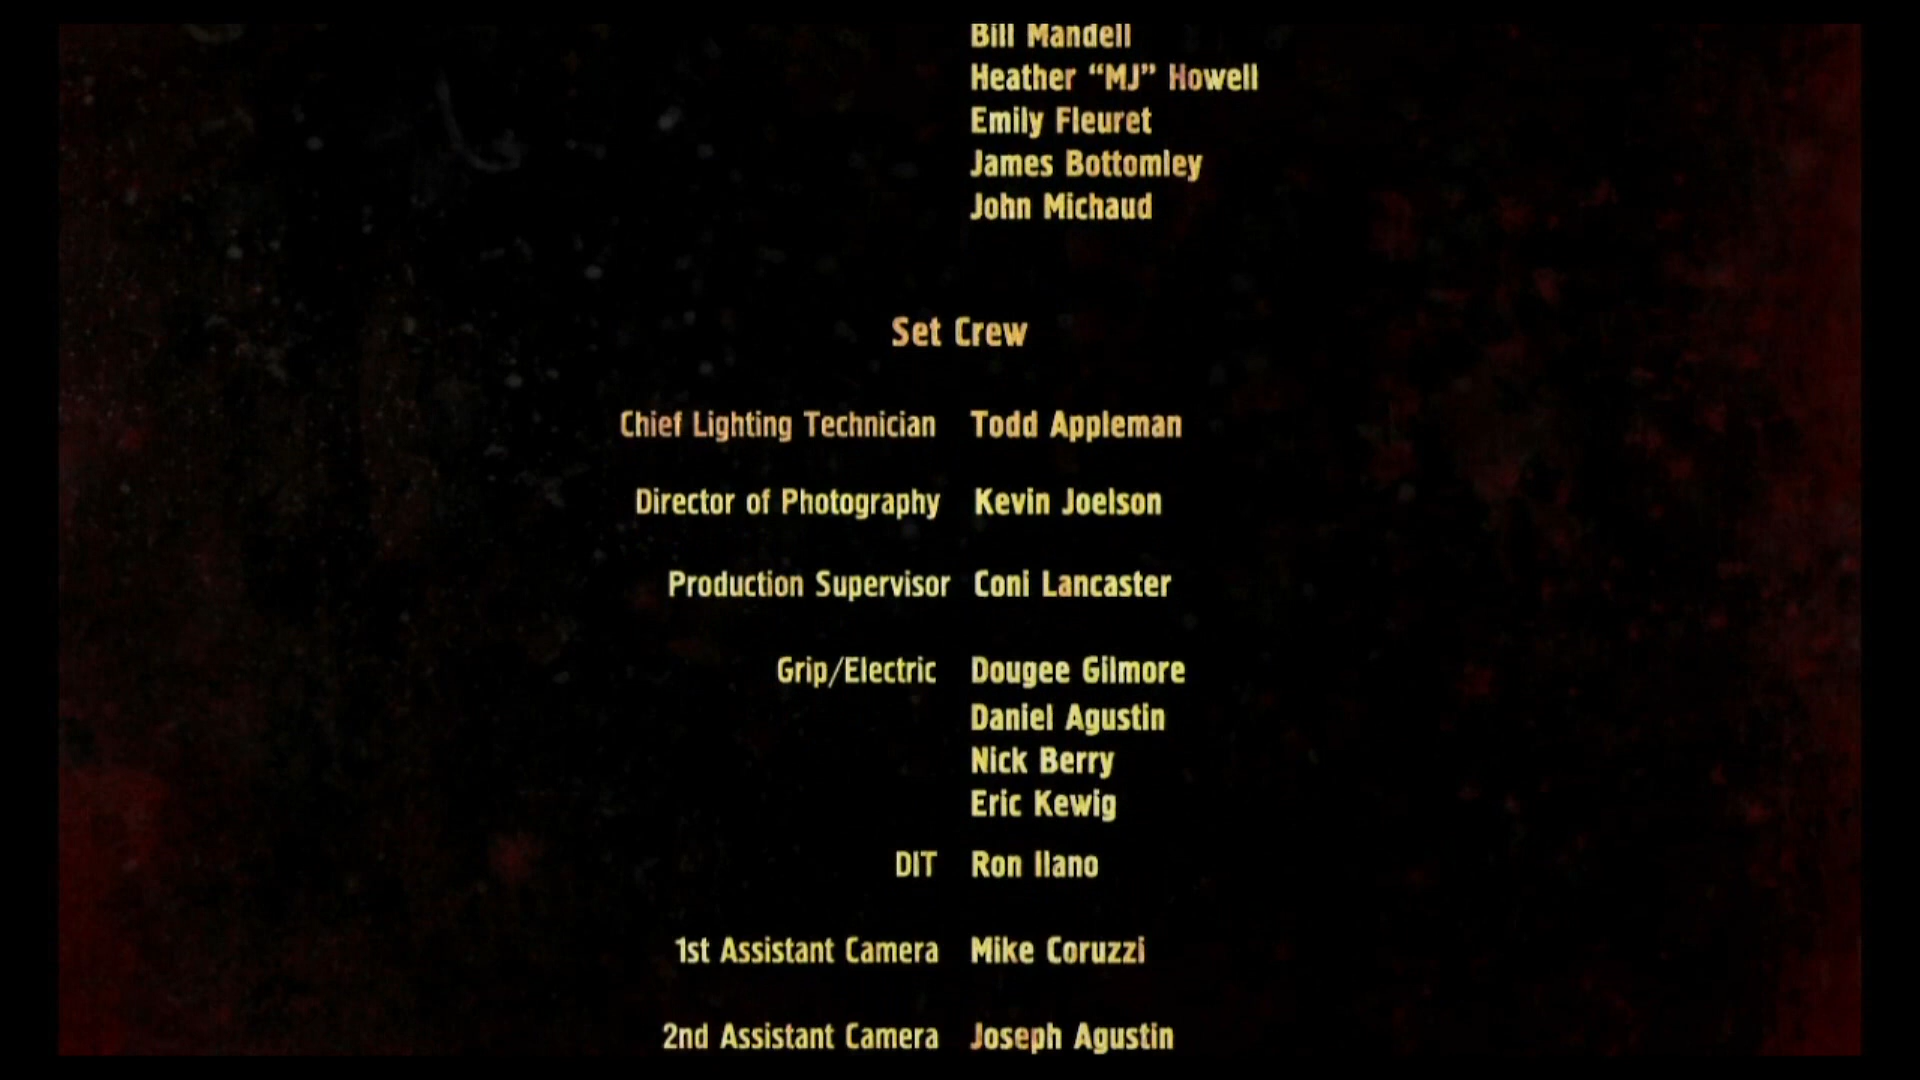 Bill Mandell
Heather “MJ” Howell
Emily Fleuret
James Bottomley
John Michaud
Set Crew
Chief Lighting Technician Todd Appleman
Director of Photography Kevin Joelson
Production Supervisor Coni Lancaster
Grip/Electric Dougee Gilmore
Daniel Agustin
Nick Berry
Eric Kewig
DIT Ron Ilano
1st Assistant Camera Mike Coruzzi
2nd Assistant Camera Joseph Agustin